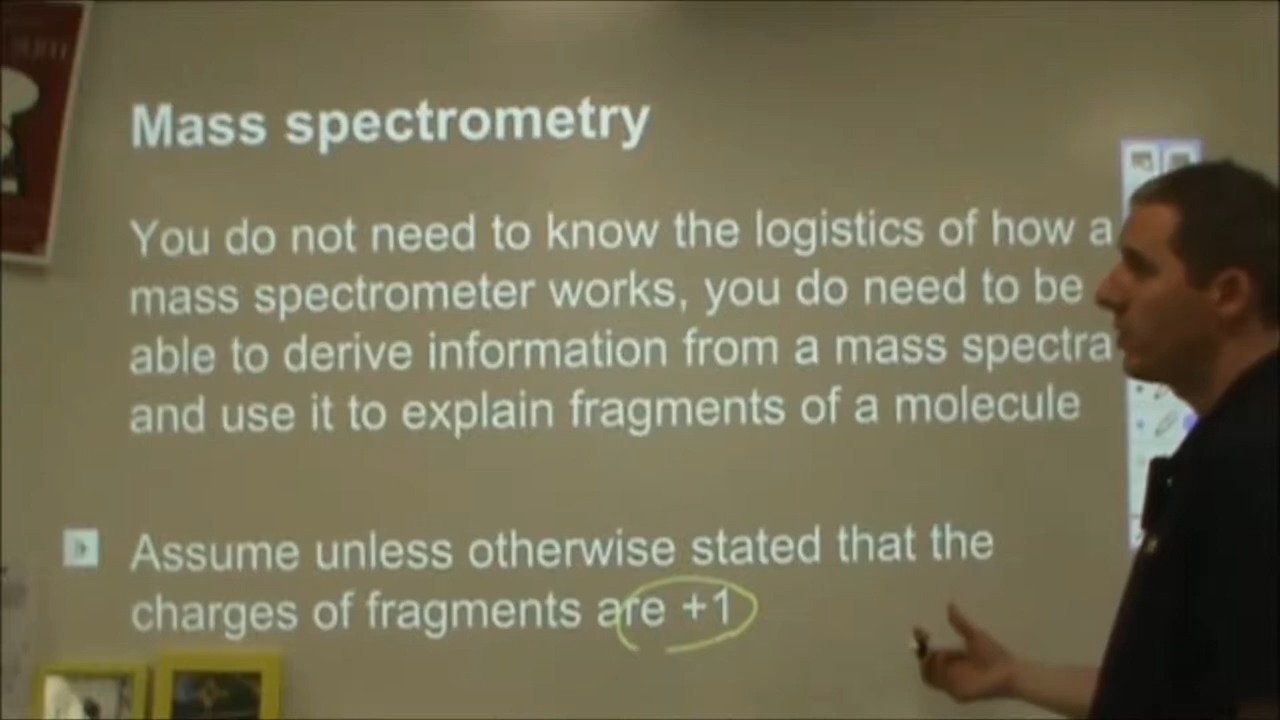 Mass spectrometry
You do not need to know the logistics of how a
mass spectrometer works, you do need to be
able to derive information from a mass spectra
and use it to explain fragments of a molecule
Assume unless otherwise stated that the
charges of fragments are +1